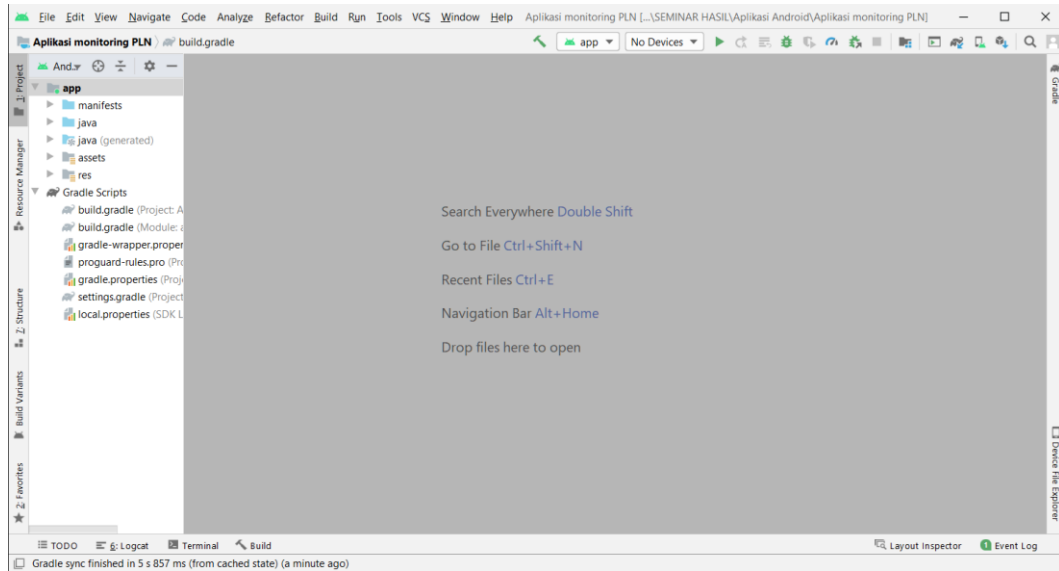 File Edit View Navigate Code Analyze Refactor Build Run Tools VCS Window Help Aplikasi monitoring PLN [...\SEMINAR HASIL\Aplikasi Android\Aplikasi monitoring PLN]
Aplikasi monitoring PLN build.gradle
app No Devices
1: Project
Resource Manager
Z: Structure
Build Variants
2: Favorites
And..
app
manifests
java
java (generated)
assets
res
Gradle Scripts
build.gradle (Project: A
build.gradle (Module: a
gradle-wrapper.proper
proguard-rules.pro (Pro
gradle.properties (Proje
settings.gradle (Project
local.properties (SDK L
Search Everywhere Double Shift
Go to File Ctrl+Shift+N
Recent Files Ctrl+E
Navigation Bar Alt+Home
Drop files here to open
Gradle
Device File Explorer
TODO 6: Logcat Terminal Build Layout Inspector 1 Event Log
Gradle sync finished in 5 s 857 ms (from cached state) (a minute ago)